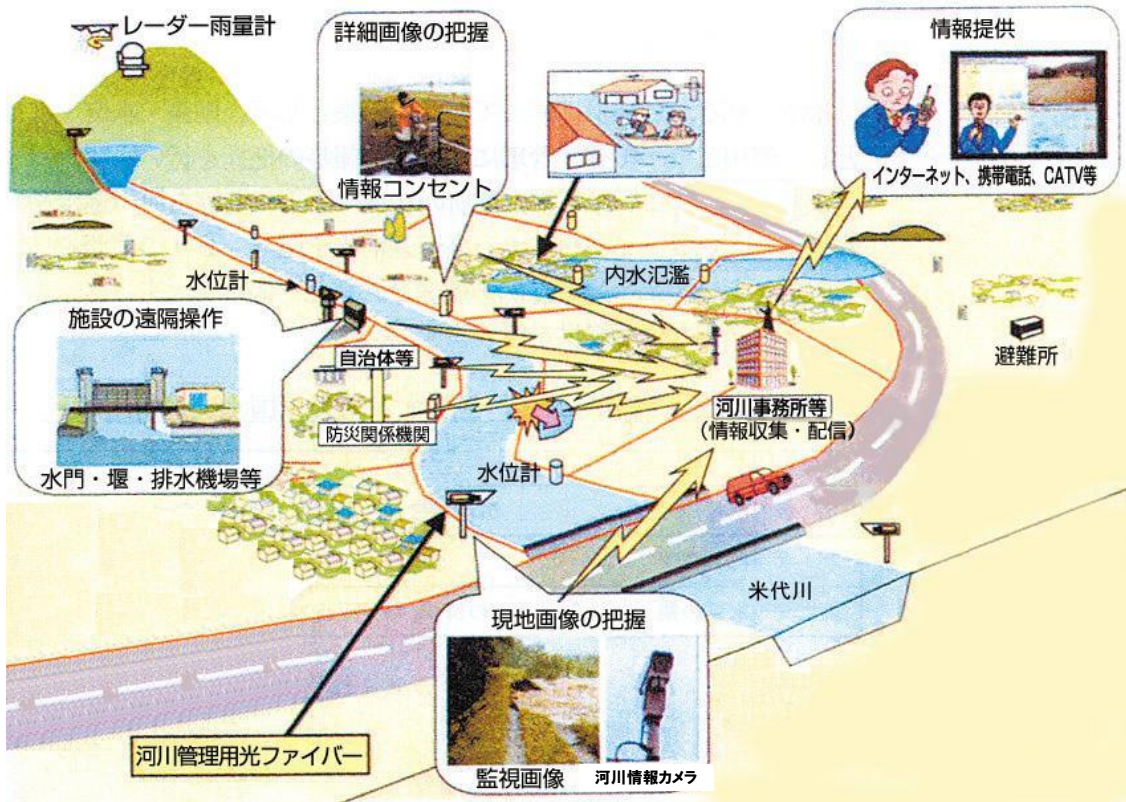 レーダー雨量計
詳細画像の把握
情報コンセント
情報提供
インターネット、携帯電話、CATV等
水位計
内水氾濫
施設の遠隔操作
水門・堰・排水機場等
自治体等
防災関係機関
避難所
河川事務所等
(情報収集・配信)
水位計
米代川
現地画像の把握
監視画像
河川情報カメラ
河川管理用光ファイバー